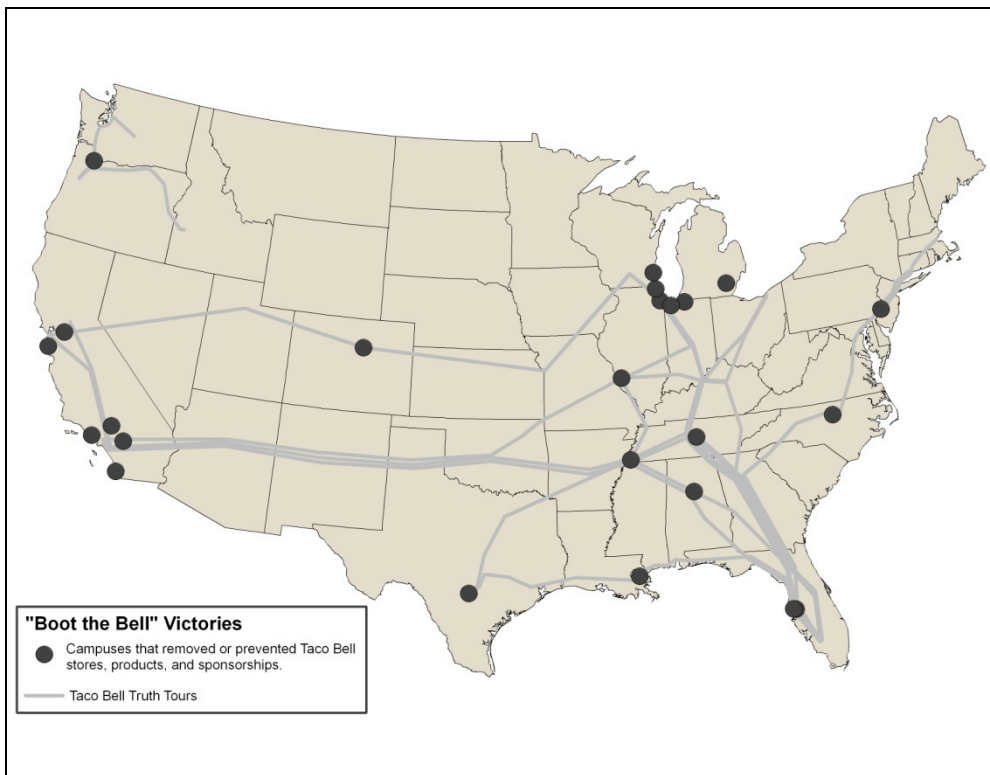 "Boot the Bell" Victories
Campuses that removed or prevented Taco Bell
stores, products, and sponsorships.
Taco Bell Truth Tours